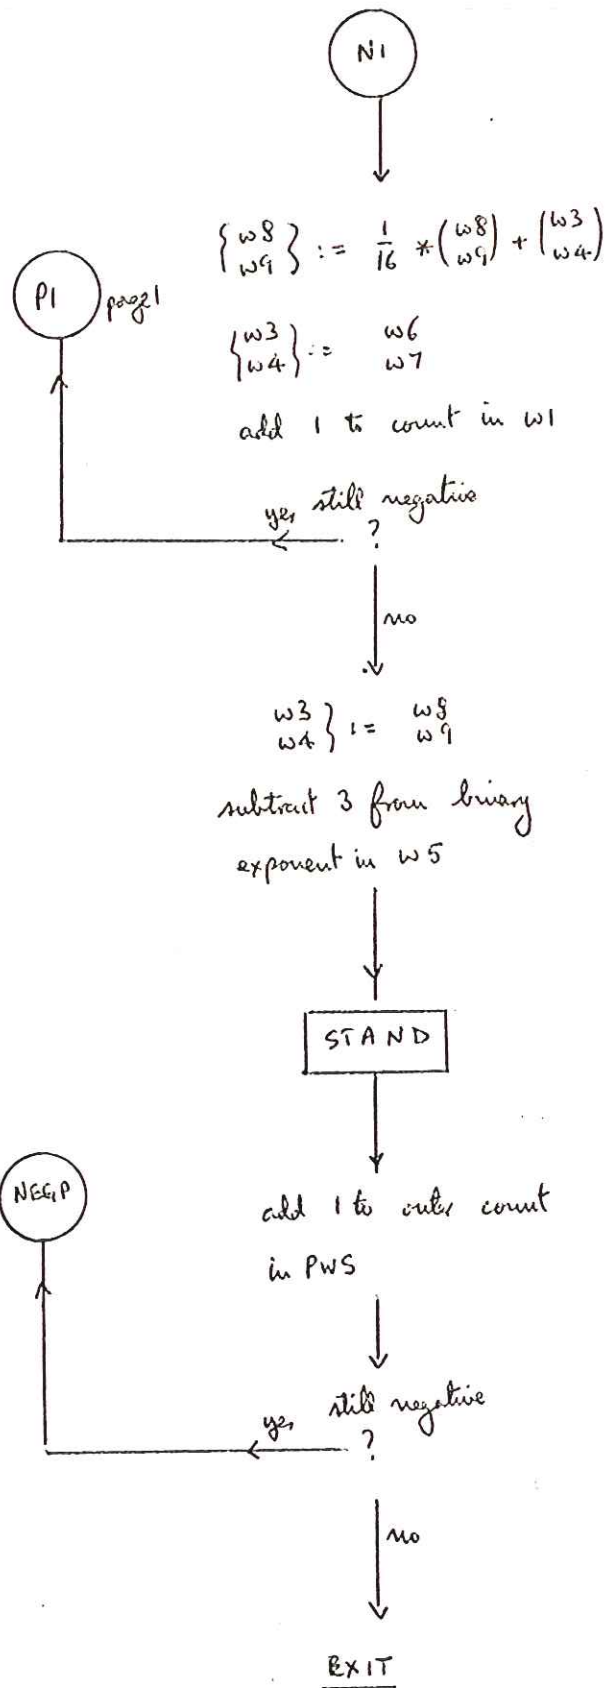 N1
{w8 w9} := 1/16 * (w8 w9) + (w3 w4)
P1 page 1
{w3 w4} := w6 w7
add 1 to count in w1
still negative
yes ?
no
w3 w4} := w8 w9
subtract 3 from binary
exponent in w5
STAND
NEGP
add 1 to outer count
in PWS
still negative
yes ?
no
EXIT